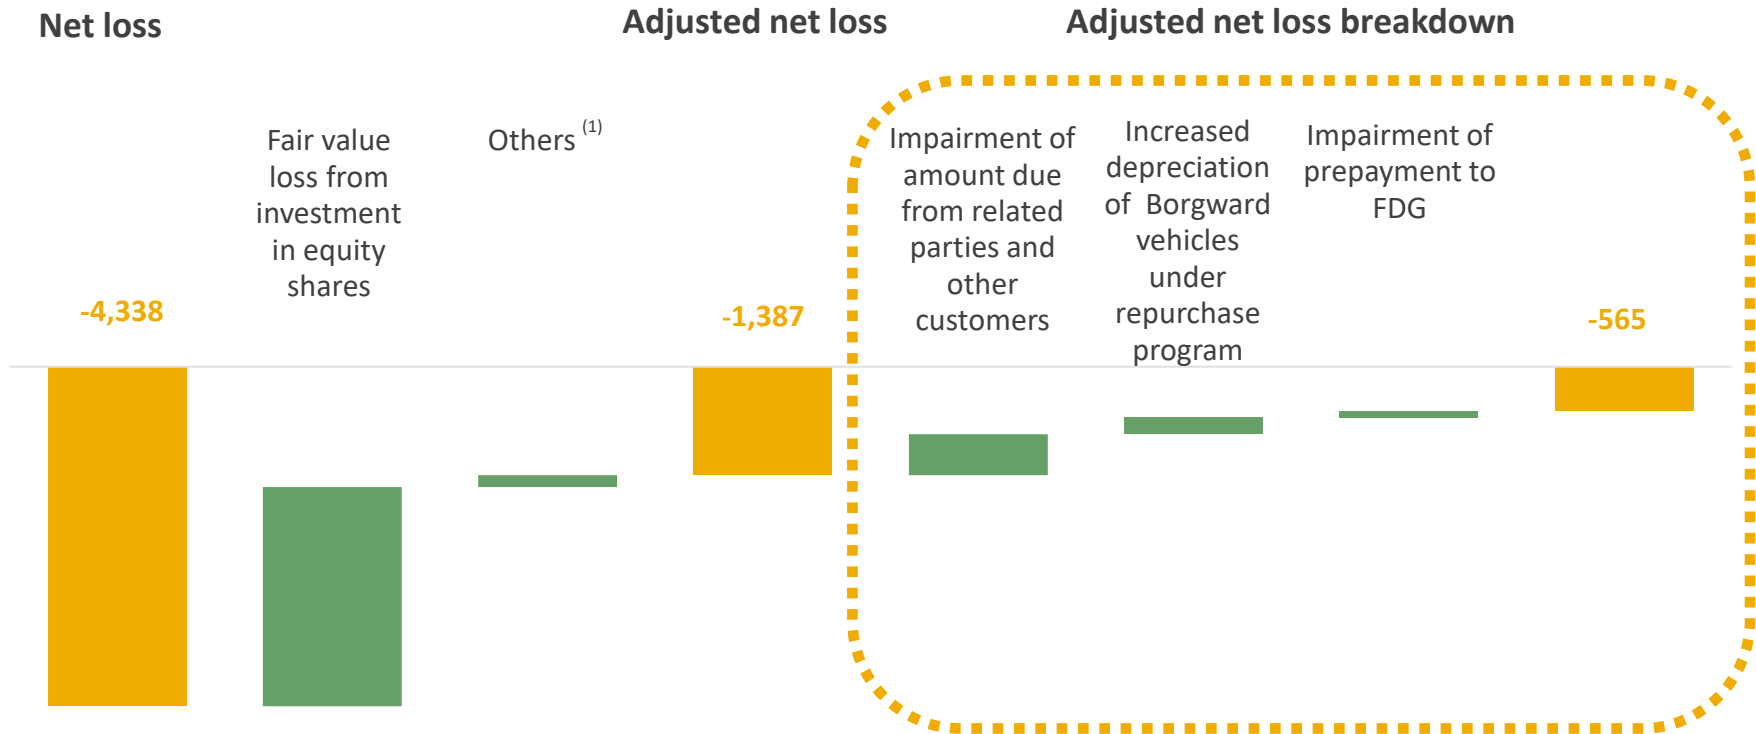 Net loss
Adjusted net loss
Adjusted net loss breakdown
Fair value
loss from
investment
in equity
shares
Others (1)
Impairment of
amount due
from related
parties and
other
customers
Increased
depreciation
of Borgward
vehicles
under
repurchase
program
Impairment of
prepayment to
FDG
-4,338
-1,387
-565